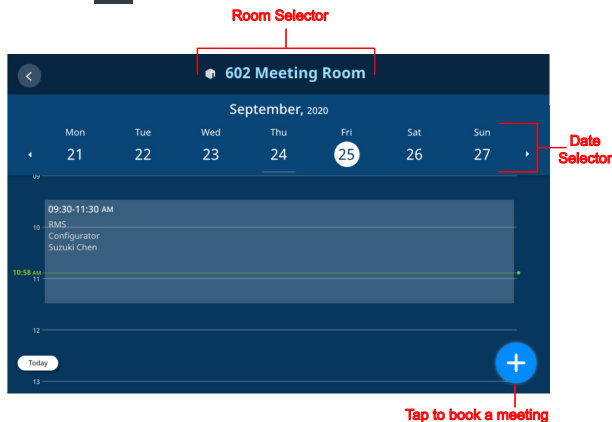 Room Selector
602 Meeting Room
September, 2020
Mon Tue Wed Thu Fri Sat Sun
21 22 23 24 25 26 27
Date
Selector
09
09:30-11:30 AM
RMS
10
Configurator
Suzuki Chen
10:58 AM
11
12
Today
13
Tap to book a meeting